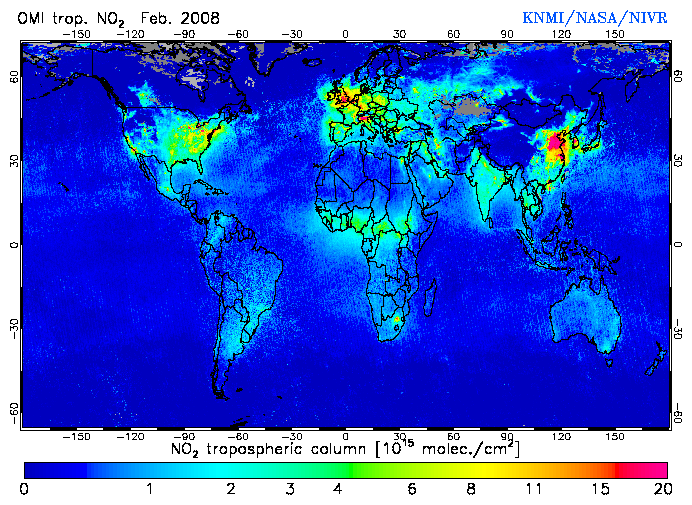 OMI trop. NO2 Feb. 2008 KNMI/NASA/NIVR
−150 −120 −90 −60 −30 0 30 60 90 120 150
60 60
30 30
0 0
−30 −30
−60 −60
−150 −120 −90 −60 −30 0 30 60 90 120 150
NO2 tropospheric column [10^15 molec./cm^2]
0 1 2 3 4 6 8 11 15 20